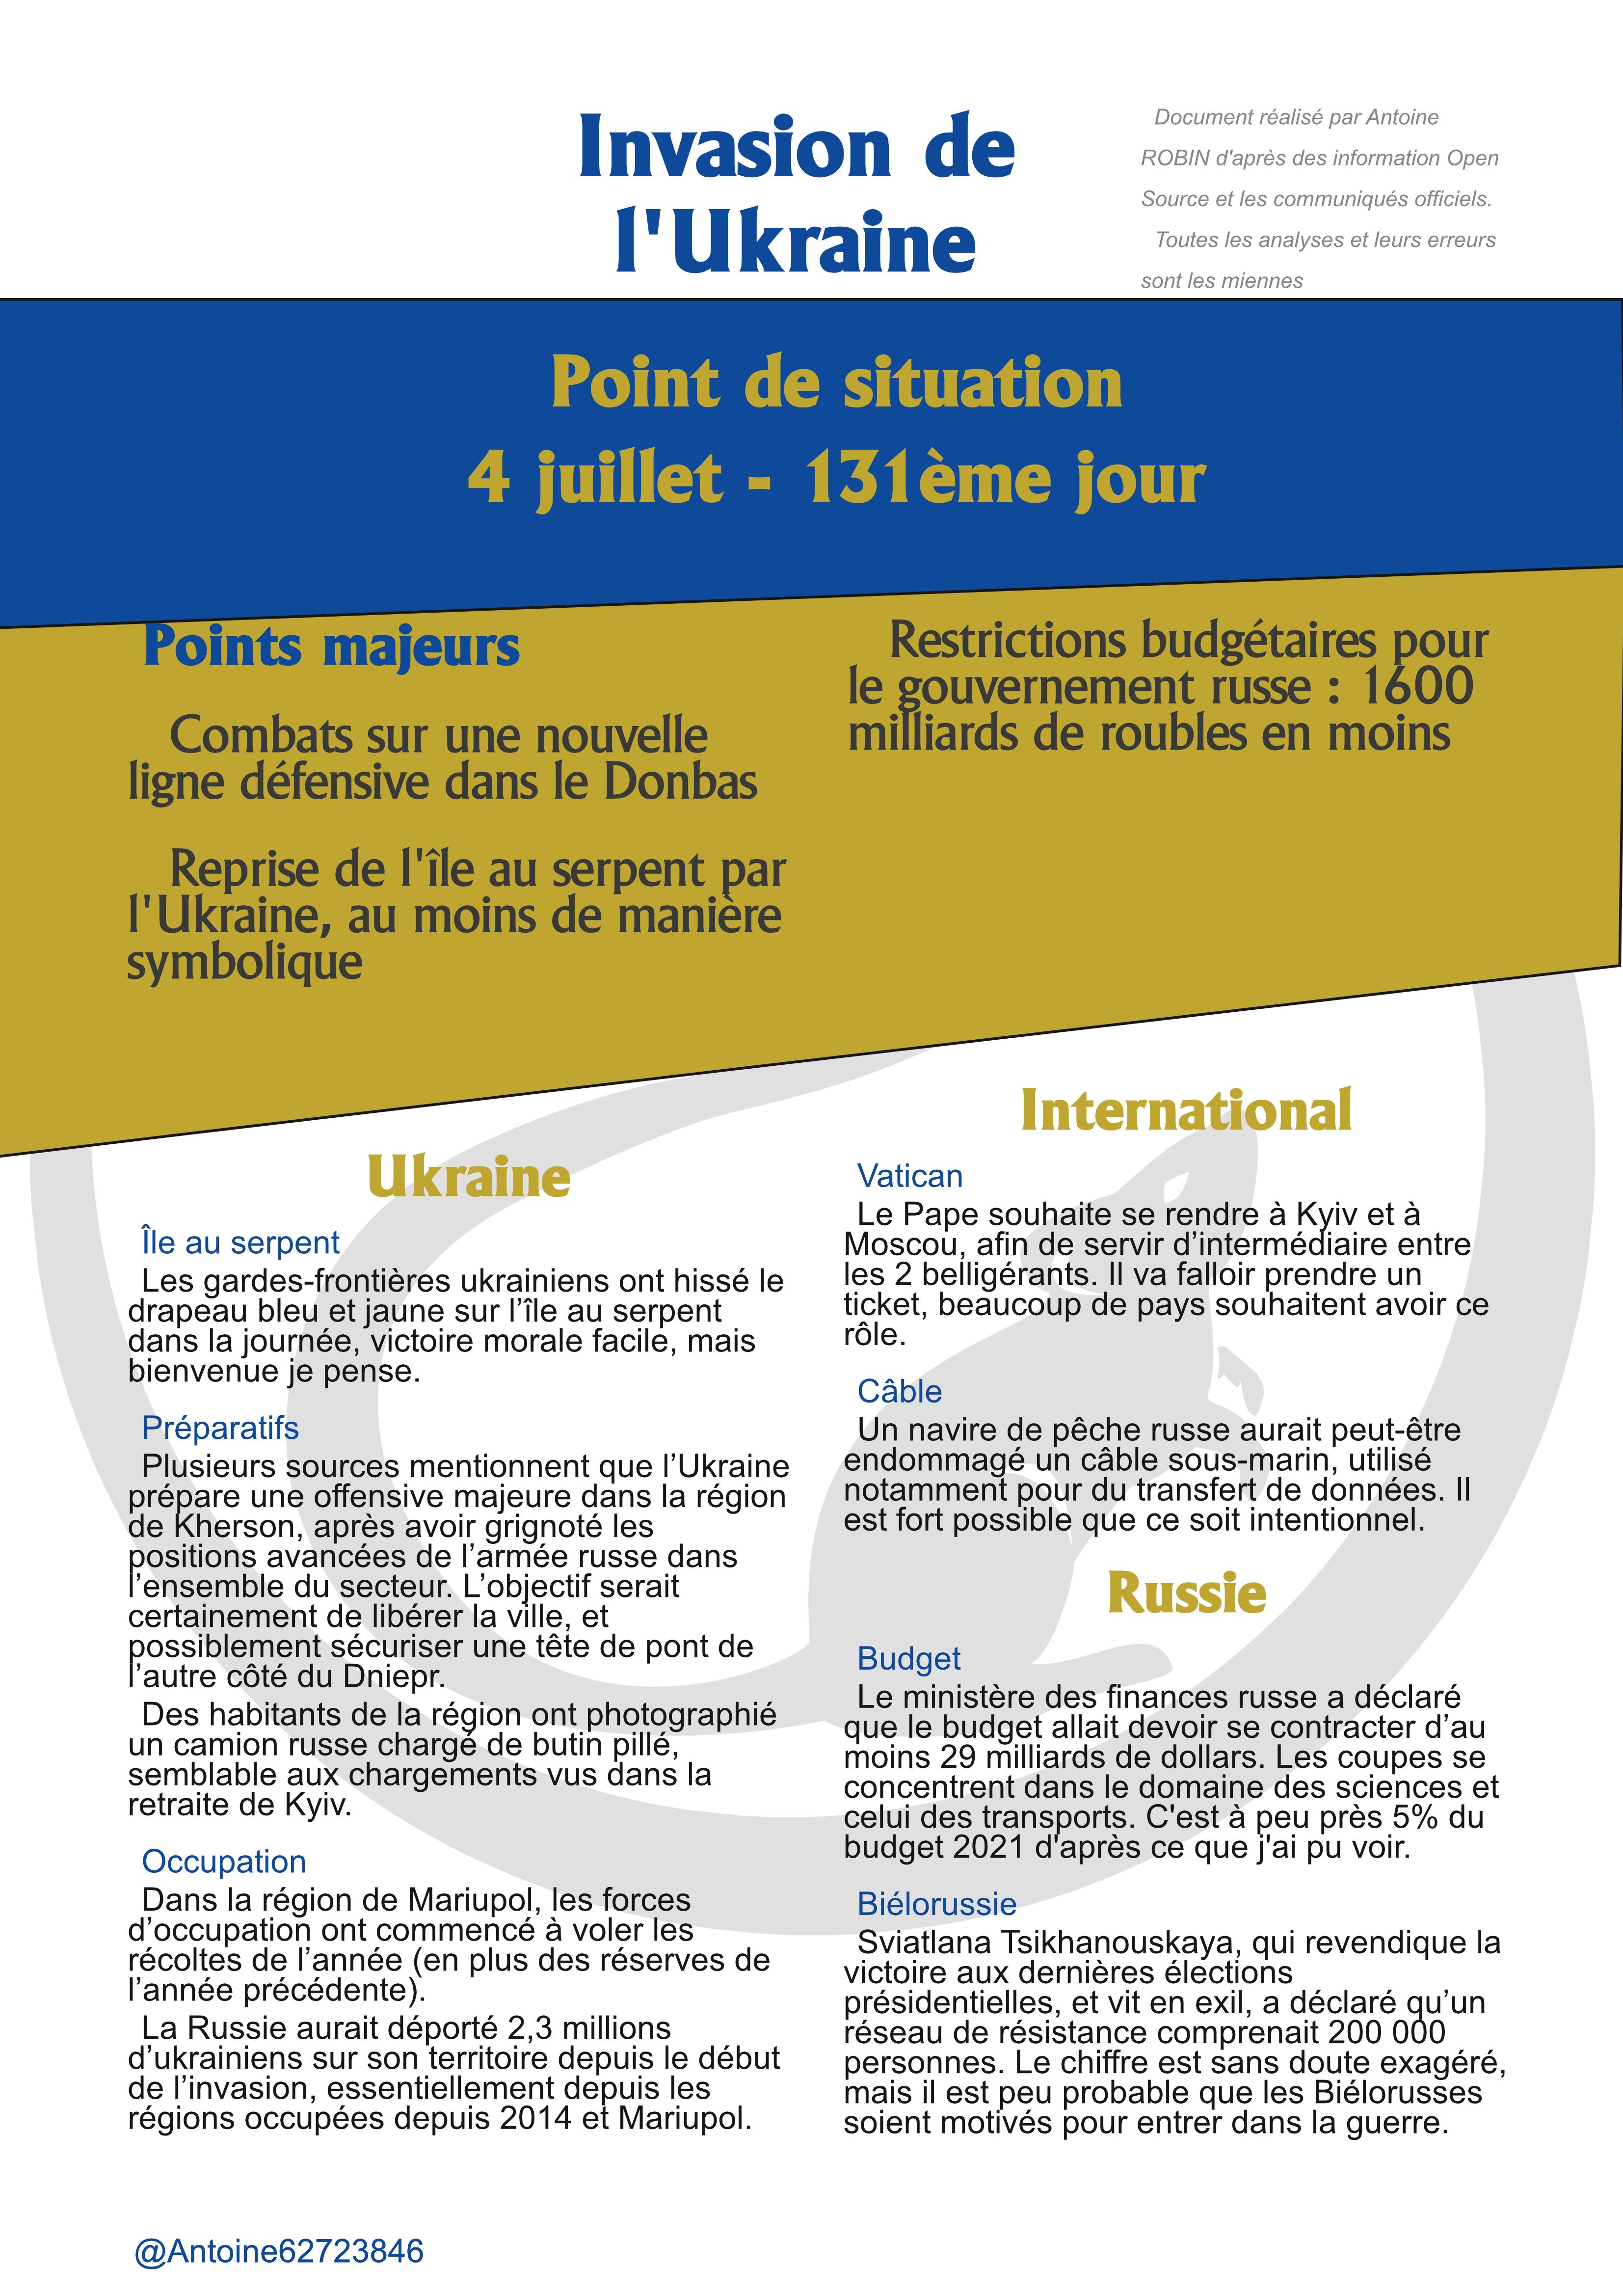 Invasion de
l'Ukraine
Document réalisé par Antoine
ROBIN d'après des information Open
Source et les communiqués officiels.
Toutes les analyses et leurs erreurs
sont les miennes
Point de situation
4 juillet - 131ème jour
Points majeurs
Combats sur une nouvelle
ligne défensive dans le Donbas
Reprise de l'île au serpent par
l'Ukraine, au moins de manière
symbolique
Restrictions budgétaires pour
le gouvernement russe : 1600
milliards de roubles en moins
Ukraine
Île au serpent
Les gardes-frontières ukrainiens ont hissé le
drapeau bleu et jaune sur l’île au serpent
dans la journée, victoire morale facile, mais
bienvenue je pense.
Préparatifs
Plusieurs sources mentionnent que l’Ukraine
prépare une offensive majeure dans la région
de Kherson, après avoir grignoté les
positions avancées de l’armée russe dans
l’ensemble du secteur. L’objectif serait
certainement de libérer la ville, et
possiblement sécuriser une tête de pont de
l’autre côté du Dniepr.
Des habitants de la région ont photographié
un camion russe chargé de butin pillé,
semblable aux chargements vus dans la
retraite de Kyiv.
Occupation
Dans la région de Mariupol, les forces
d’occupation ont commencé à voler les
récoltes de l’année (en plus des réserves de
l’année précédente).
La Russie aurait déporté 2,3 millions
d’ukrainiens sur son territoire depuis le début
de l’invasion, essentiellement depuis les
régions occupées depuis 2014 et Mariupol.
International
Vatican
Le Pape souhaite se rendre à Kyiv et à
Moscou, afin de servir d’intermédiaire entre
les 2 belligérants. Il va falloir prendre un
ticket, beaucoup de pays souhaitent avoir ce
rôle.
Câble
Un navire de pêche russe aurait peut-être
endommagé un câble sous-marin, utilisé
notamment pour du transfert de données. Il
est fort possible que ce soit intentionnel.
Russie
Budget
Le ministère des finances russe a déclaré
que le budget allait devoir se contracter d’au
moins 29 milliards de dollars. Les coupes se
concentrent dans le domaine des sciences et
celui des transports. C'est à peu près 5% du
budget 2021 d'après ce que j'ai pu voir.
Biélorussie
Sviatlana Tsikhanouskaya, qui revendique la
victoire aux dernières élections
présidentielles, et vit en exil, a déclaré qu’un
réseau de résistance comprenait 200 000
personnes. Le chiffre est sans doute exagéré,
mais il est peu probable que les Biélorusses
soient motivés pour entrer dans la guerre.
@Antoine62723846